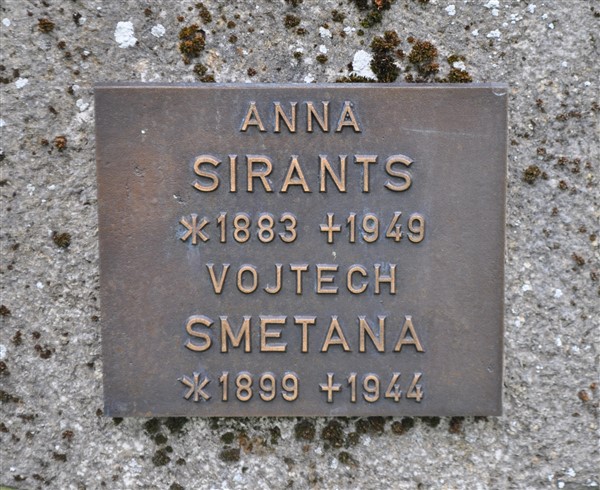 ANNA
SIRANTS
*1883 +1949
VOJTECH
SMETANA
*1899 +1944